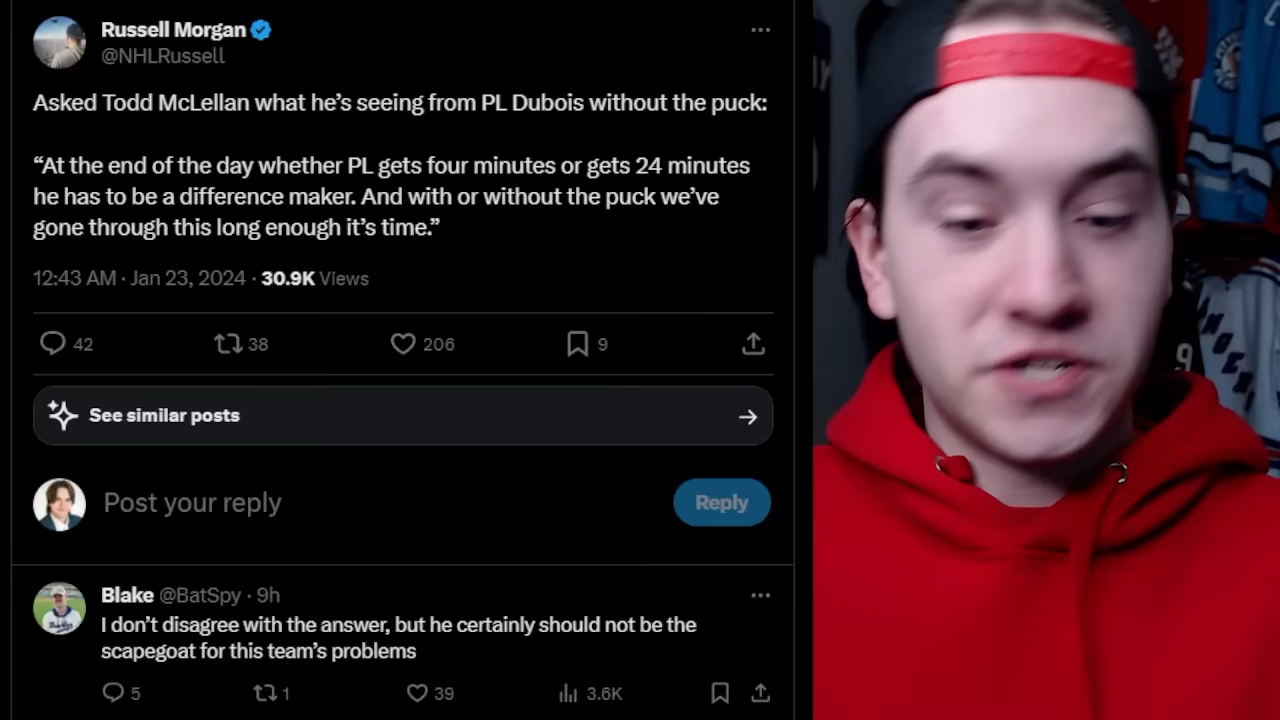 Russell Morgan
@NHLRussell
Asked Todd McLellan what he’s seeing from PL Dubois without the puck:
“At the end of the day whether PL gets four minutes or gets 24 minutes
he has to be a difference maker. And with or without the puck we’ve
gone through this long enough it’s time.”
12:43 AM · Jan 23, 2024 · 30.9K Views
42 38 206 9
See similar posts
Post your reply
Reply
Blake @BatSpy · 9h
I don’t disagree with the answer, but he certainly should not be the
scapegoat for this team’s problems
5 1 39 3.6K
9